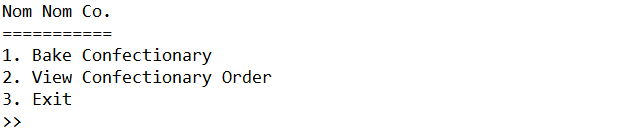 Nom Nom Co.
===========
1. Bake Confectionary
2. View Confectionary Order
3. Exit
>>